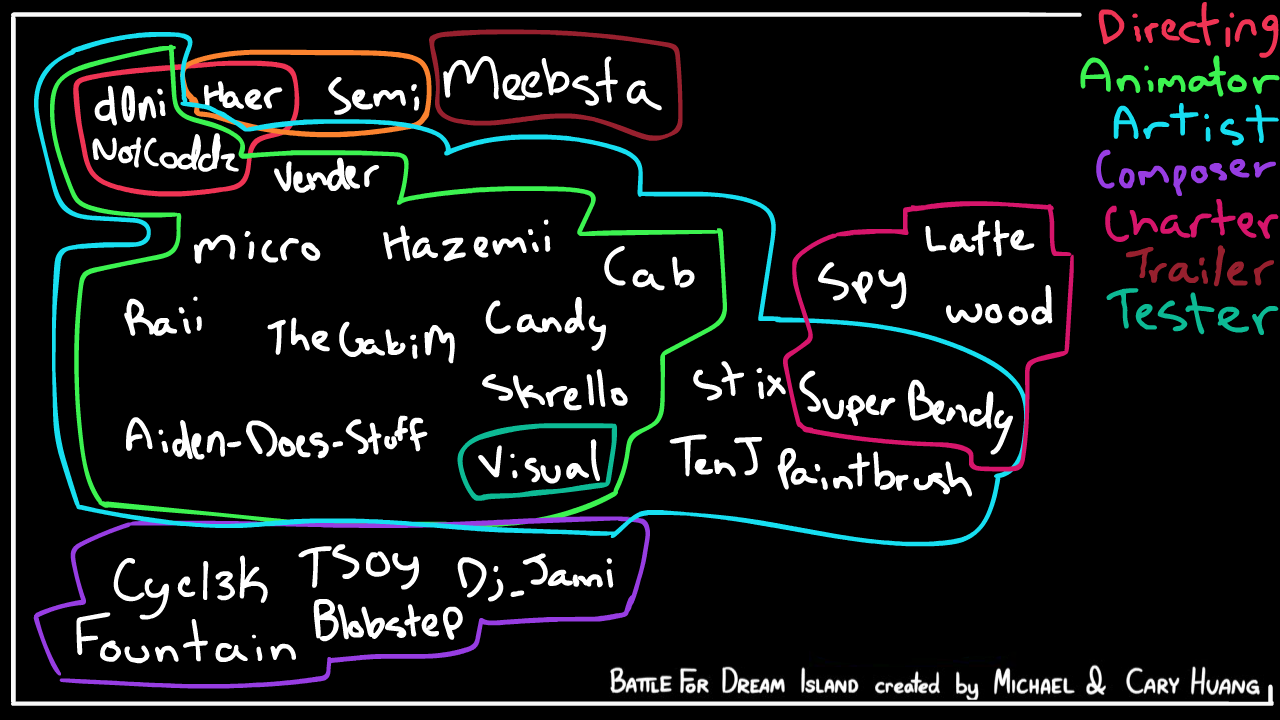 Directing
Animator
Artist
Composer
Charter
Trailer
Tester
d0ni
Haer
Semi
Meebsta
NotCoddz
Vender
Micro
Hazemii
Cab
Latte
Spy
wood
Raii
TheGabiM
Candy
Skrello
Stix
Super Bendy
Aiden-Does-Stuff
Visual
TenJ
Paintbrush
Cycl3k
TSOY
Dj_Jami
Fountain
Blobstep
BATTLE FOR DREAM ISLAND created by MICHAEL & CARY HUANG